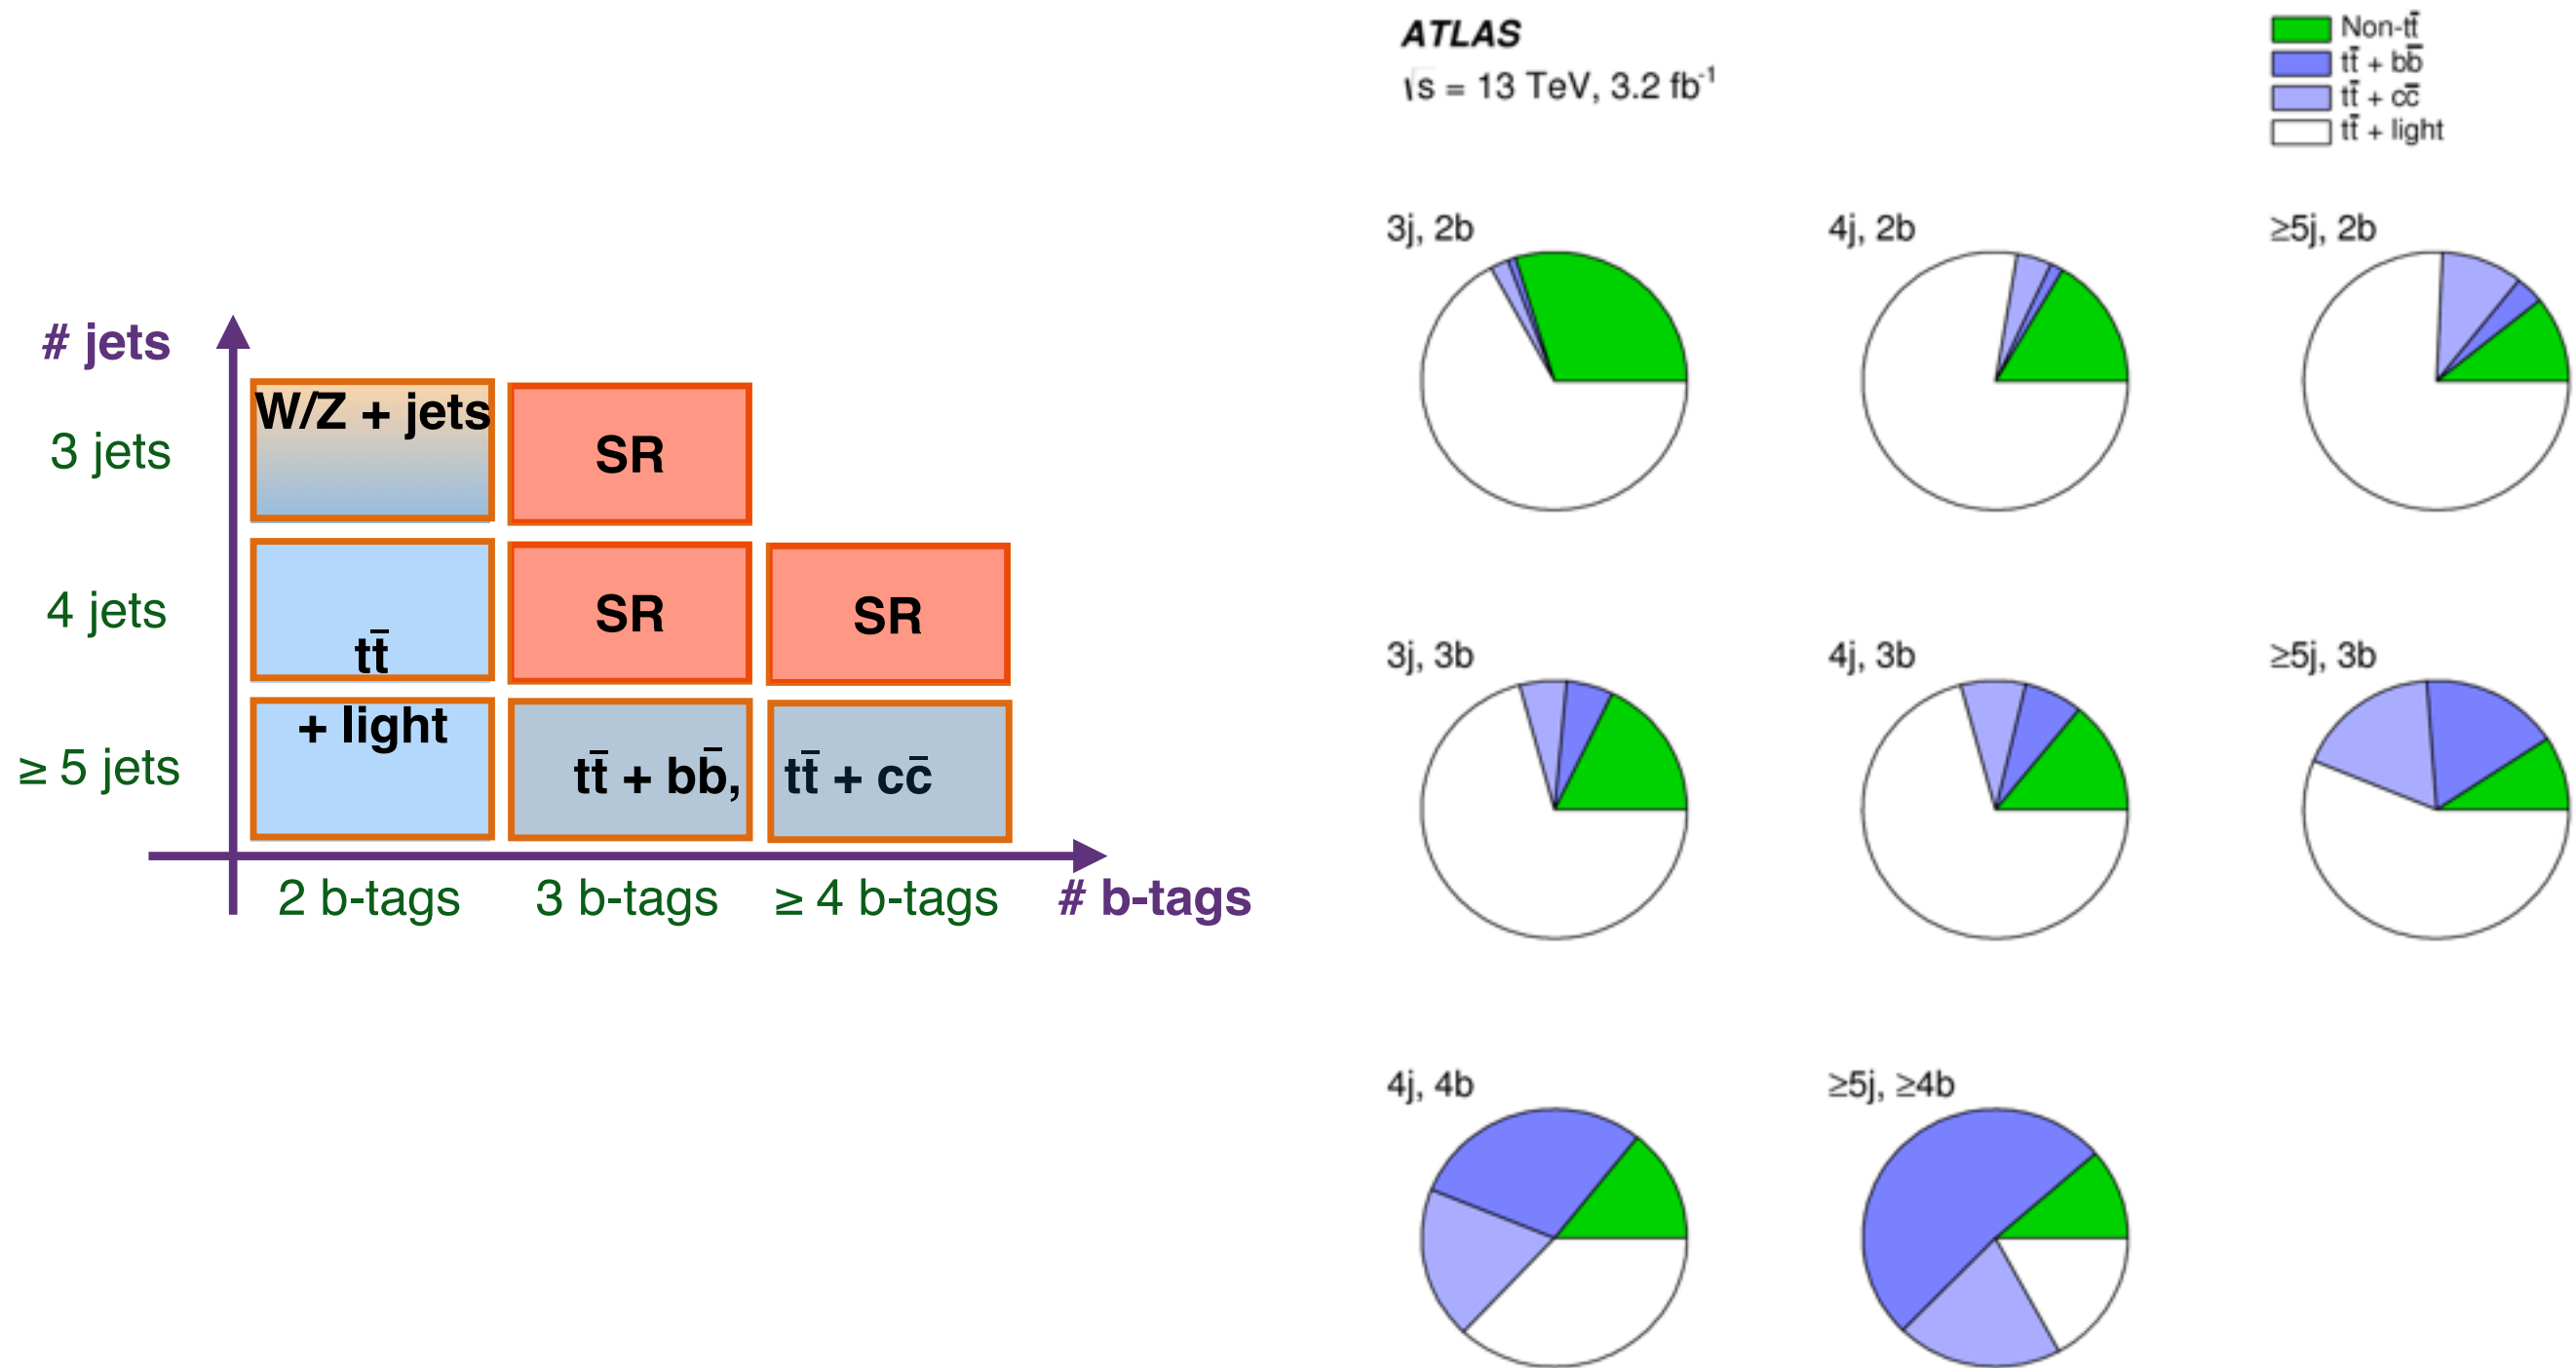 # jets
3 jets
4 jets
≥ 5 jets
W/Z + jets
SR
SR
SR
tt̄
+ light
tt̄ + bb̄,
tt̄ + cc̄
2 b-tags
3 b-tags
≥ 4 b-tags
# b-tags
ATLAS
√s = 13 TeV, 3.2 fb⁻¹
Non-tt̄
tt̄ + bb̄
tt̄ + cc̄
tt̄ + light
3j, 2b
4j, 2b
≥5j, 2b
3j, 3b
4j, 3b
≥5j, 3b
4j, 4b
≥5j, ≥4b